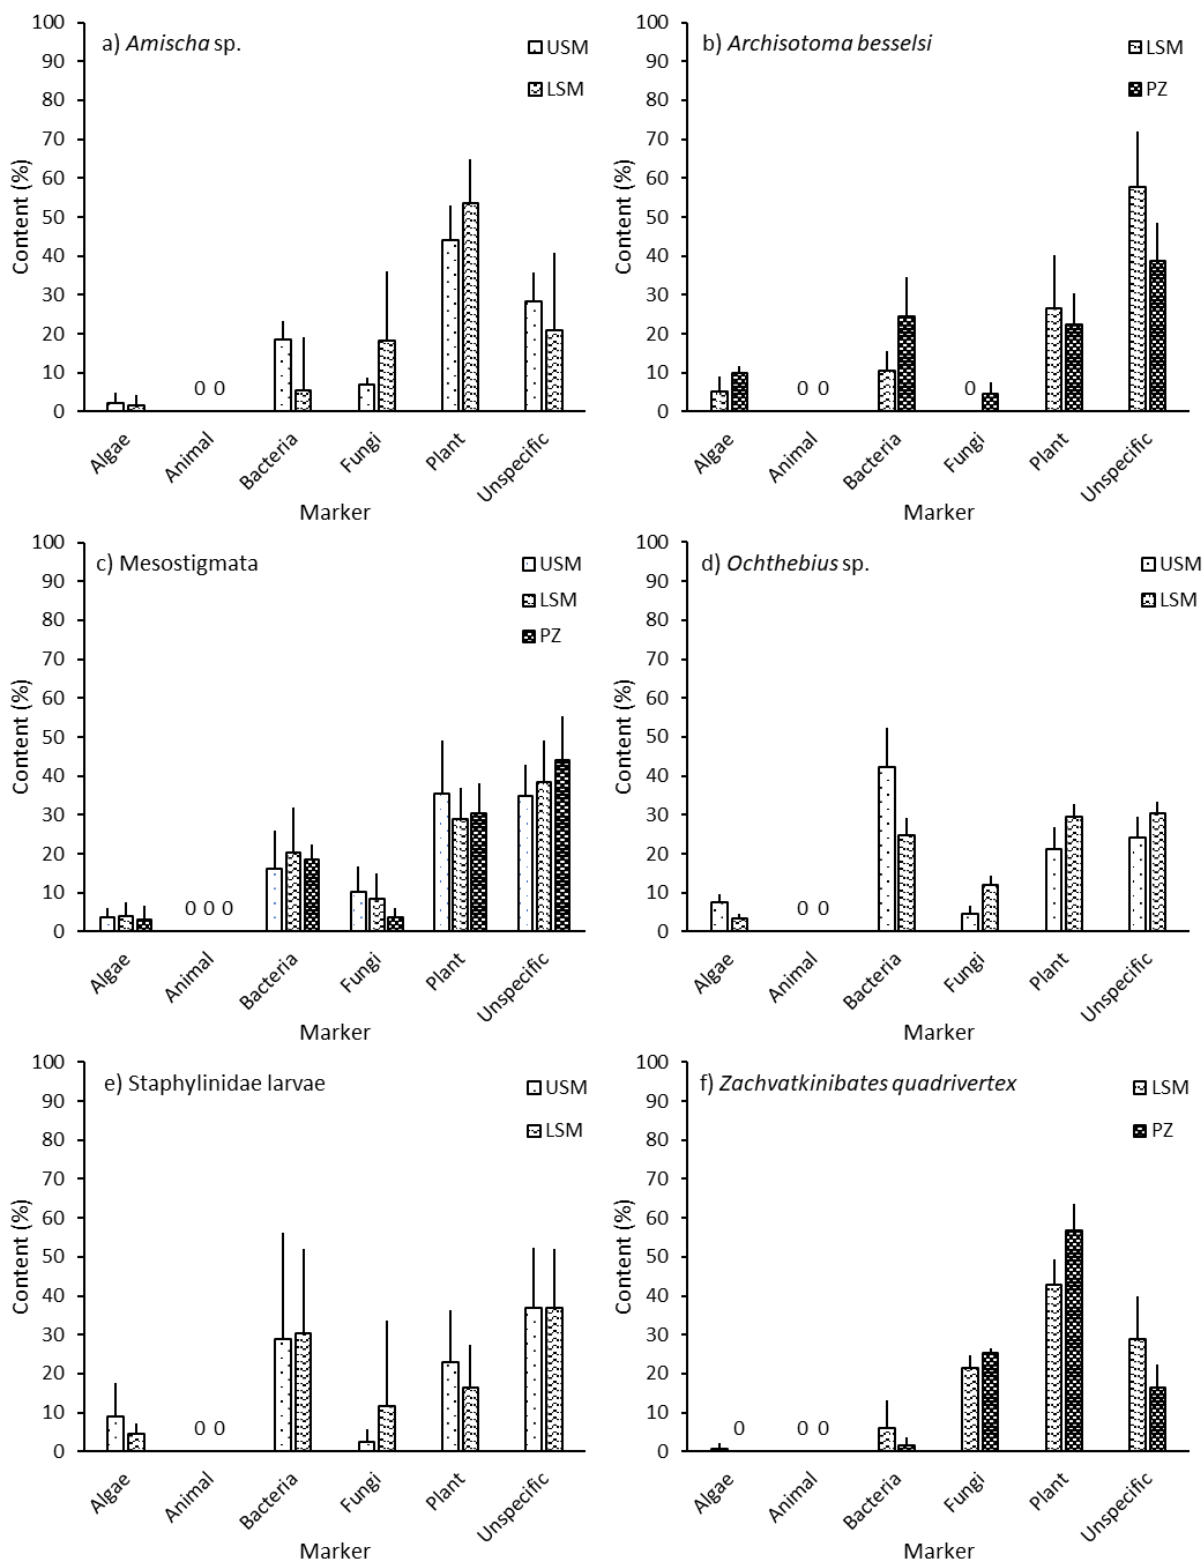 a) Amischa sp.
USM
LSM
100
90
80
70
60
50
40
30
20
10
0
Content (%)
0 0
Algae
Animal
Bacteria
Fungi
Plant
Unspecific
Marker
b) Archisotoma besselsi
LSM
PZ
100
90
80
70
60
50
40
30
20
10
0
Content (%)
0 0
0
Algae
Animal
Bacteria
Fungi
Plant
Unspecific
Marker
c) Mesostigmata
USM
LSM
PZ
100
90
80
70
60
50
40
30
20
10
0
Content (%)
0 0 0
Algae
Animal
Bacteria
Fungi
Plant
Unspecific
Marker
d) Ochthebius sp.
USM
LSM
100
90
80
70
60
50
40
30
20
10
0
Content (%)
0 0
Algae
Animal
Bacteria
Fungi
Plant
Unspecific
Marker
e) Staphylinidae larvae
USM
LSM
100
90
80
70
60
50
40
30
20
10
0
Content (%)
0 0
Algae
Animal
Bacteria
Fungi
Plant
Unspecific
Marker
f) Zachvatkinibates quadrivertex
LSM
PZ
100
90
80
70
60
50
40
30
20
10
0
Content (%)
0
0 0
Algae
Animal
Bacteria
Fungi
Plant
Unspecific
Marker